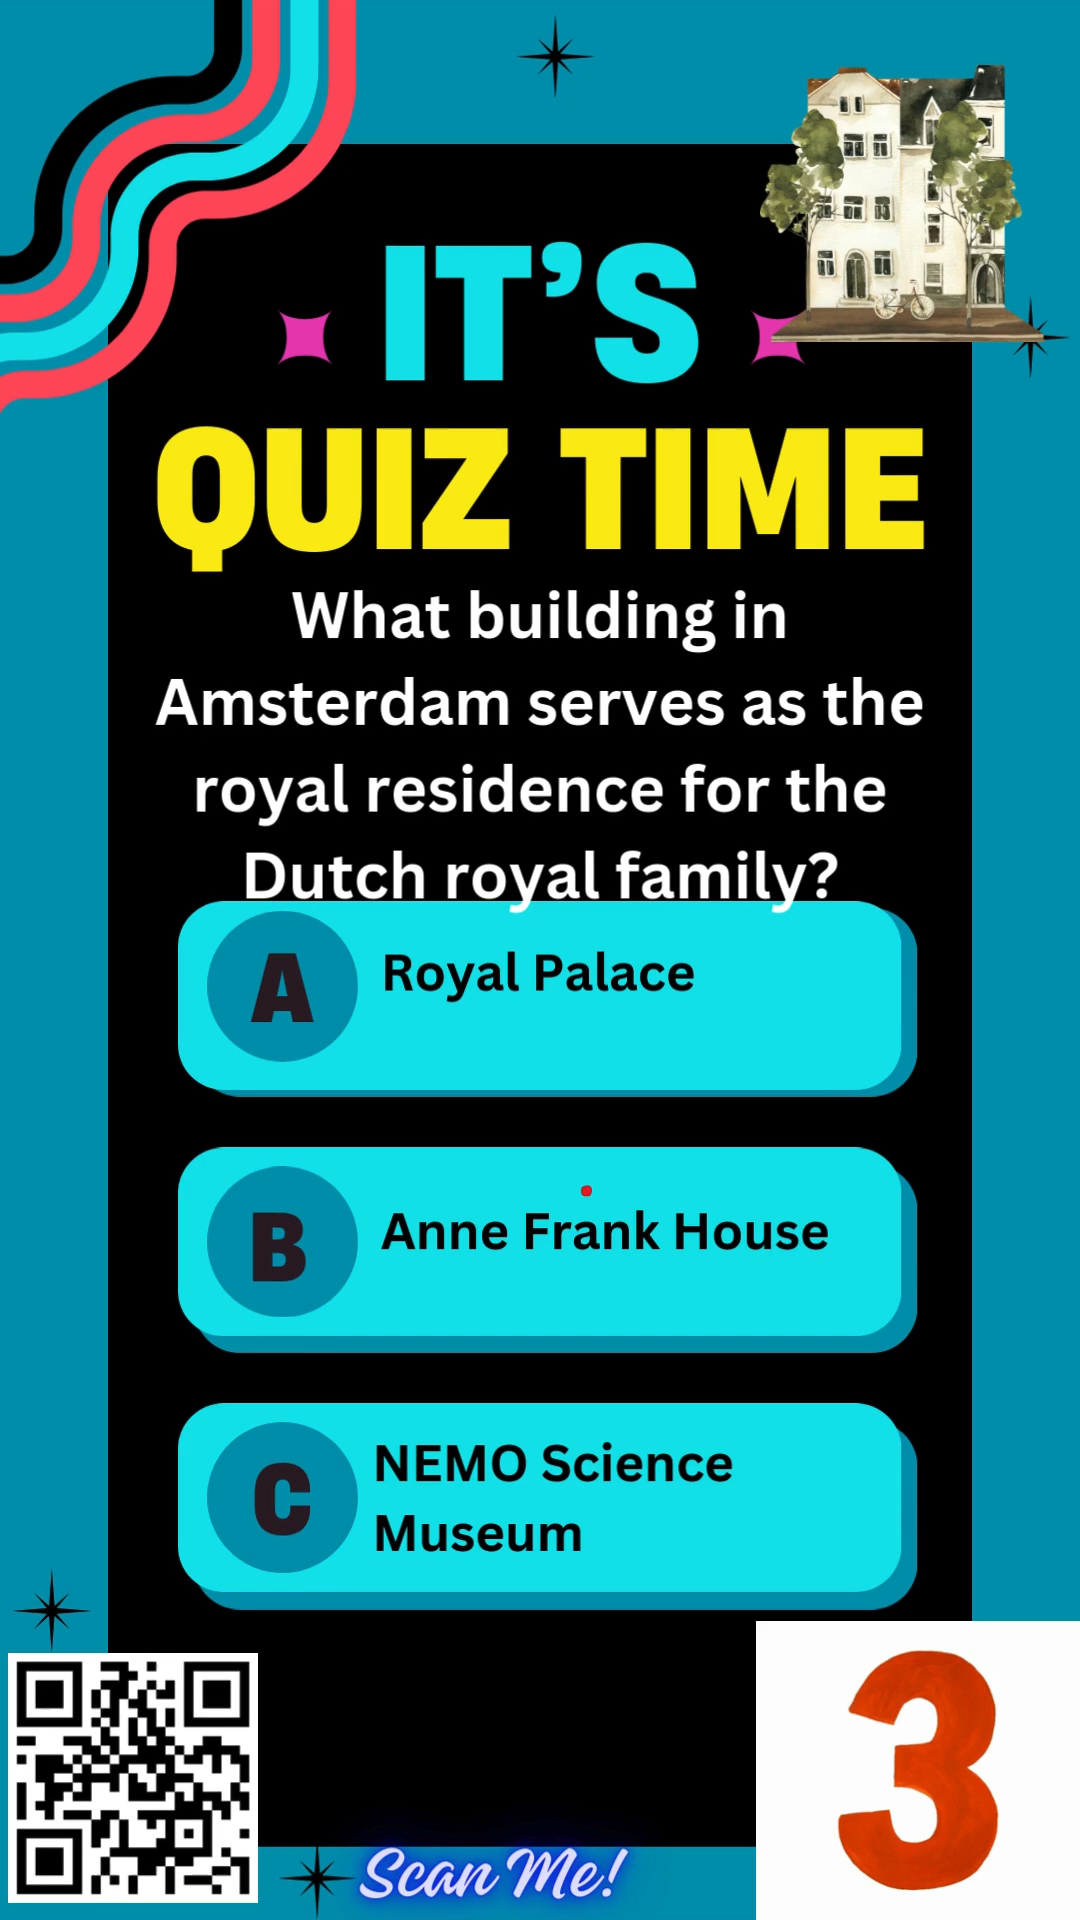 IT’S
QUIZ TIME
What building in
Amsterdam serves as the
royal residence for the
Dutch royal family?
A
Royal Palace
B
Anne Frank House
C
NEMO Science
Museum
3
Scan Me!